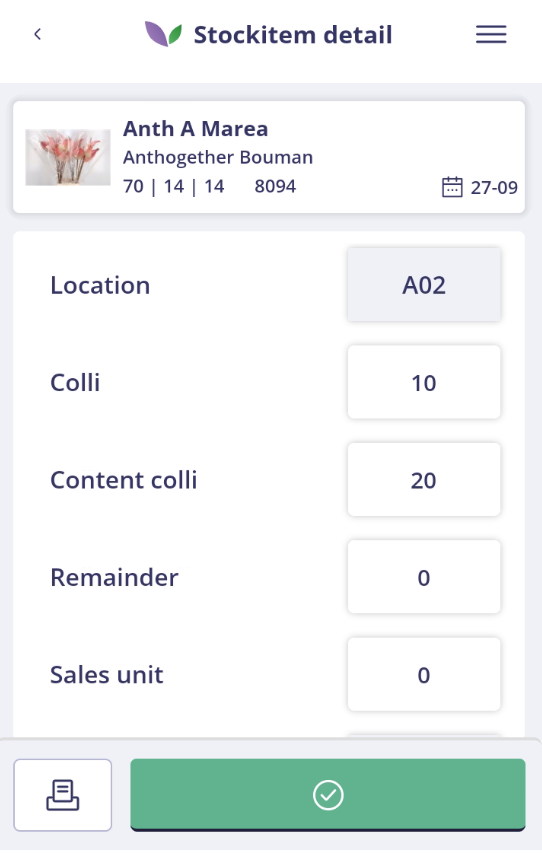 Stockitem detail
Anth A Marea
Anthogether Bouman
70 | 14 | 14 8094 27-09
Location A02
Colli 10
Content colli 20
Remainder 0
Sales unit 0